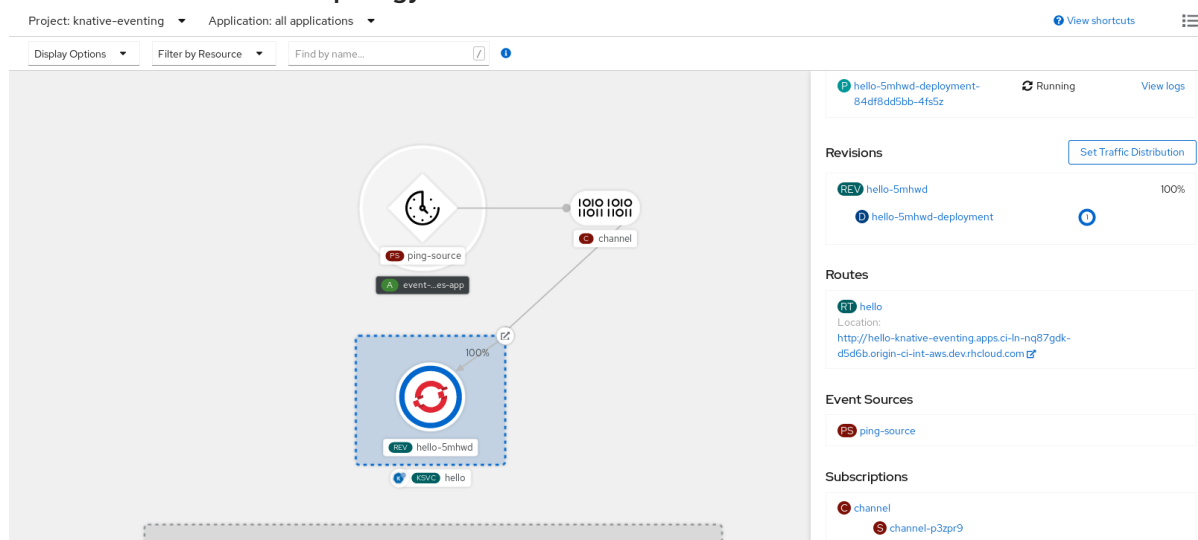 Project: knative-eventing
Application: all applications
View shortcuts
Display Options
Filter by Resource
Find by name...
/
P hello-5mhwd-deployment-
84df8dd5bb-4fs5z
Running
View logs
Revisions
Set Traffic Distribution
REV hello-5mhwd
100%
D hello-5mhwd-deployment
1
Routes
RT hello
Location:
http://hello-knative-eventing.apps.ci-ln-nq87gdk-
d5d6b.origin-ci-int-aws.dev.rhcloud.com
Event Sources
PS ping-source
Subscriptions
C channel
S channel-p3zpr9
1010 1010
11011 11011
C channel
PS ping-source
A event-...es-app
100%
REV hello-5mhwd
KSVC hello